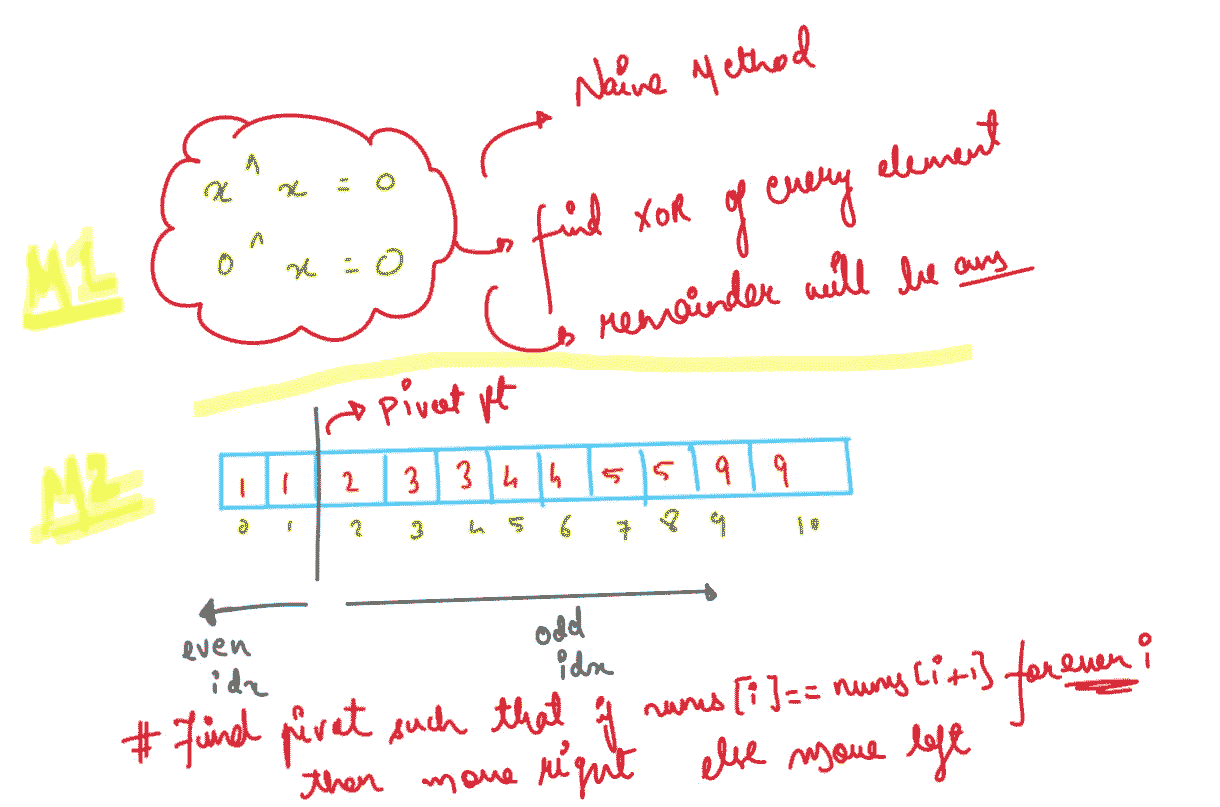 Naive Method
x ^ x = 0
0 ^ x = 0
find XOR of every element
remainder will be ans
M1
Pivot pt
M2
1 1 2 3 3 4 4 5 5 9 9
0 1 2 3 4 5 6 7 8 9 10
even idx
odd idx
# Find pivot such that if nums[i]==nums[i+1] for even i
then move right else move left